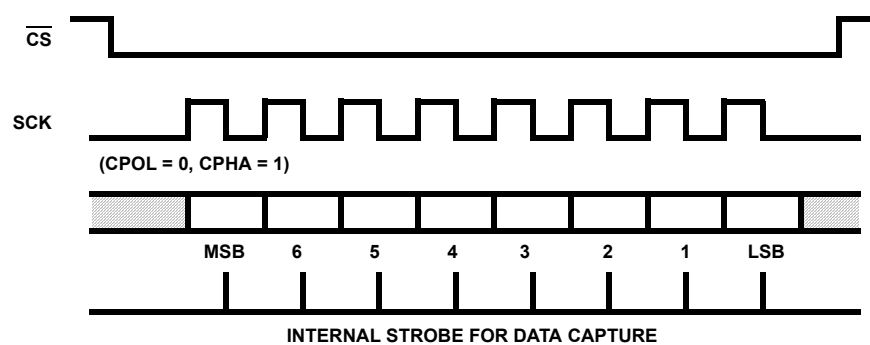 CS
SCK
(CPOL = 0, CPHA = 1)
MSB 6 5 4 3 2 1 LSB
INTERNAL STROBE FOR DATA CAPTURE